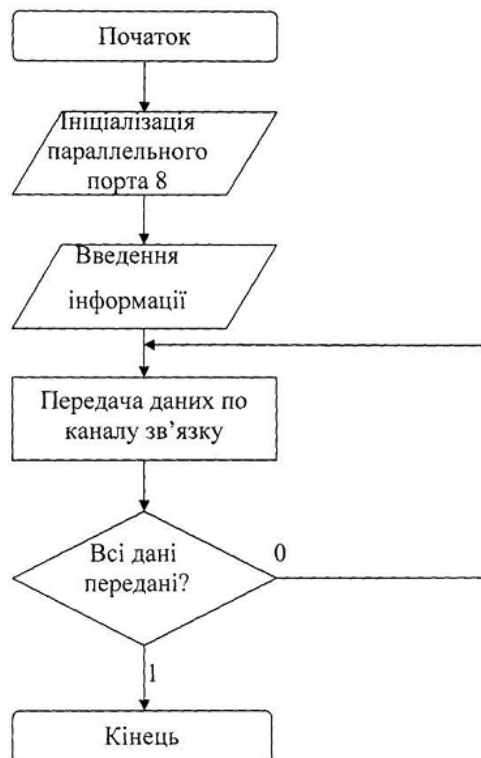 Початок
Ініціалізація
параллельного
порта 8
Введення
інформації
Передача даних по
каналу зв’язку
Всі дані
передані?
0
1
Кінець